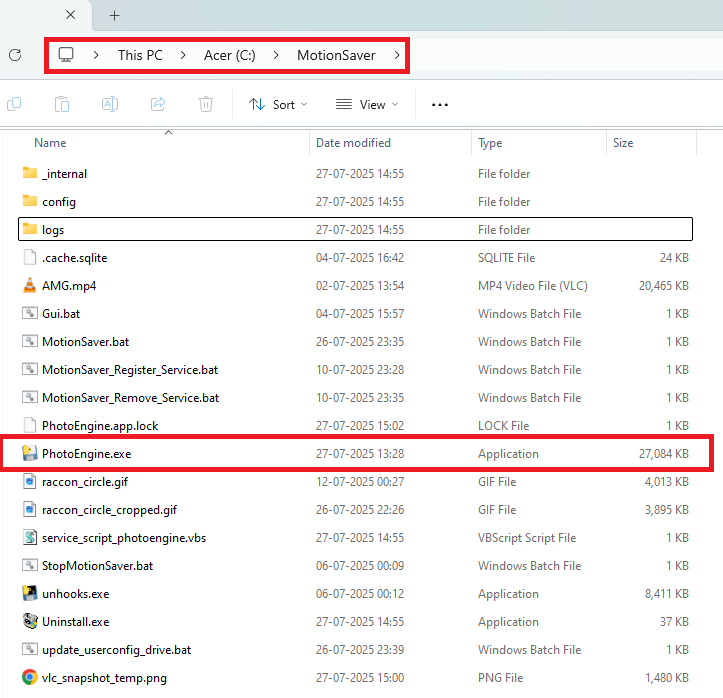 This PC > Acer (C:) > MotionSaver >
Sort View ...
Name Date modified Type Size
_internal 27-07-2025 14:55 File folder
config 27-07-2025 14:55 File folder
logs 27-07-2025 14:55 File folder
.cache.sqlite 04-07-2025 16:42 SQLITE File 24 KB
AMG.mp4 02-07-2025 13:54 MP4 Video File (VLC) 20,465 KB
Gui.bat 04-07-2025 15:57 Windows Batch File 1 KB
MotionSaver.bat 26-07-2025 23:35 Windows Batch File 1 KB
MotionSaver_Register_Service.bat 10-07-2025 23:28 Windows Batch File 1 KB
MotionSaver_Remove_Service.bat 10-07-2025 23:35 Windows Batch File 1 KB
PhotoEngine.app.lock 27-07-2025 15:02 LOCK File 1 KB
PhotoEngine.exe 27-07-2025 13:28 Application 27,084 KB
raccon_circle.gif 12-07-2025 00:27 GIF File 4,013 KB
raccon_circle_cropped.gif 26-07-2025 22:26 GIF File 3,895 KB
service_script_photoengine.vbs 27-07-2025 14:55 VBScript Script File 1 KB
StopMotionSaver.bat 06-07-2025 00:09 Windows Batch File 1 KB
unhooks.exe 06-07-2025 00:12 Application 8,411 KB
Uninstall.exe 27-07-2025 14:55 Application 37 KB
update_userconfig_drive.bat 26-07-2025 23:39 Windows Batch File 1 KB
vlc_snapshot_temp.png 27-07-2025 15:00 PNG File 1,480 KB